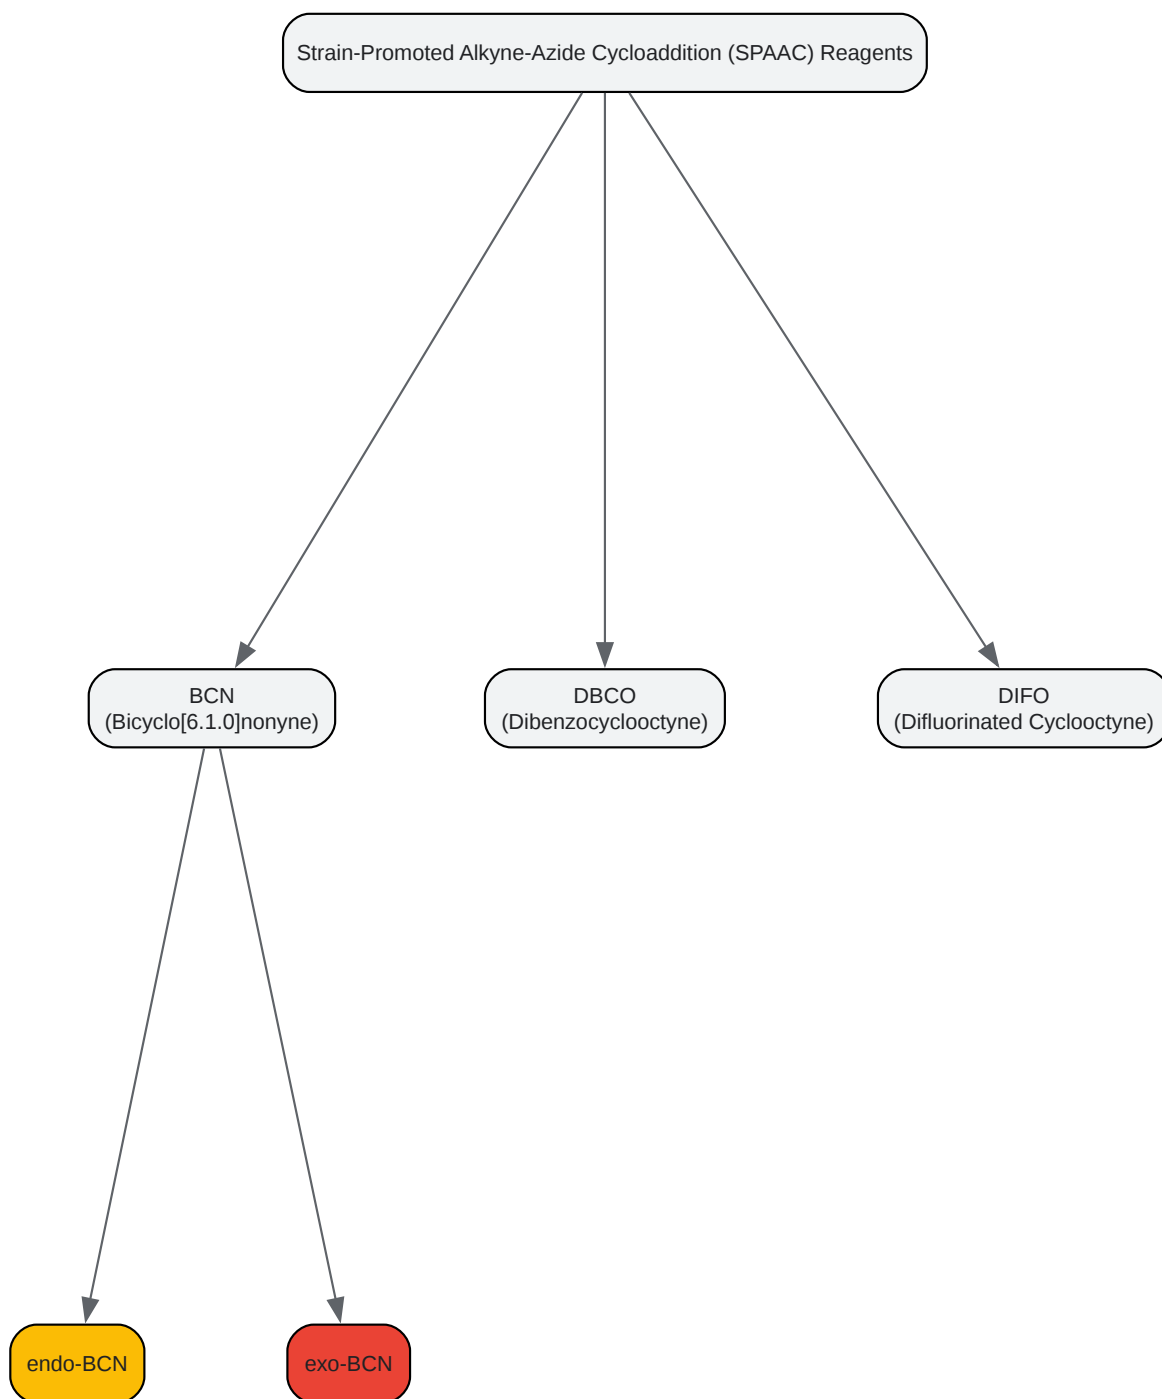 Strain-Promoted Alkyne-Azide Cycloaddition (SPAAC) Reagents
BCN
(Bicyclo[6.1.0]nonyne)
DBCO
(Dibenzocyclooctyne)
DIFO
(Difluorinated Cyclooctyne)
endo-BCN
exo-BCN